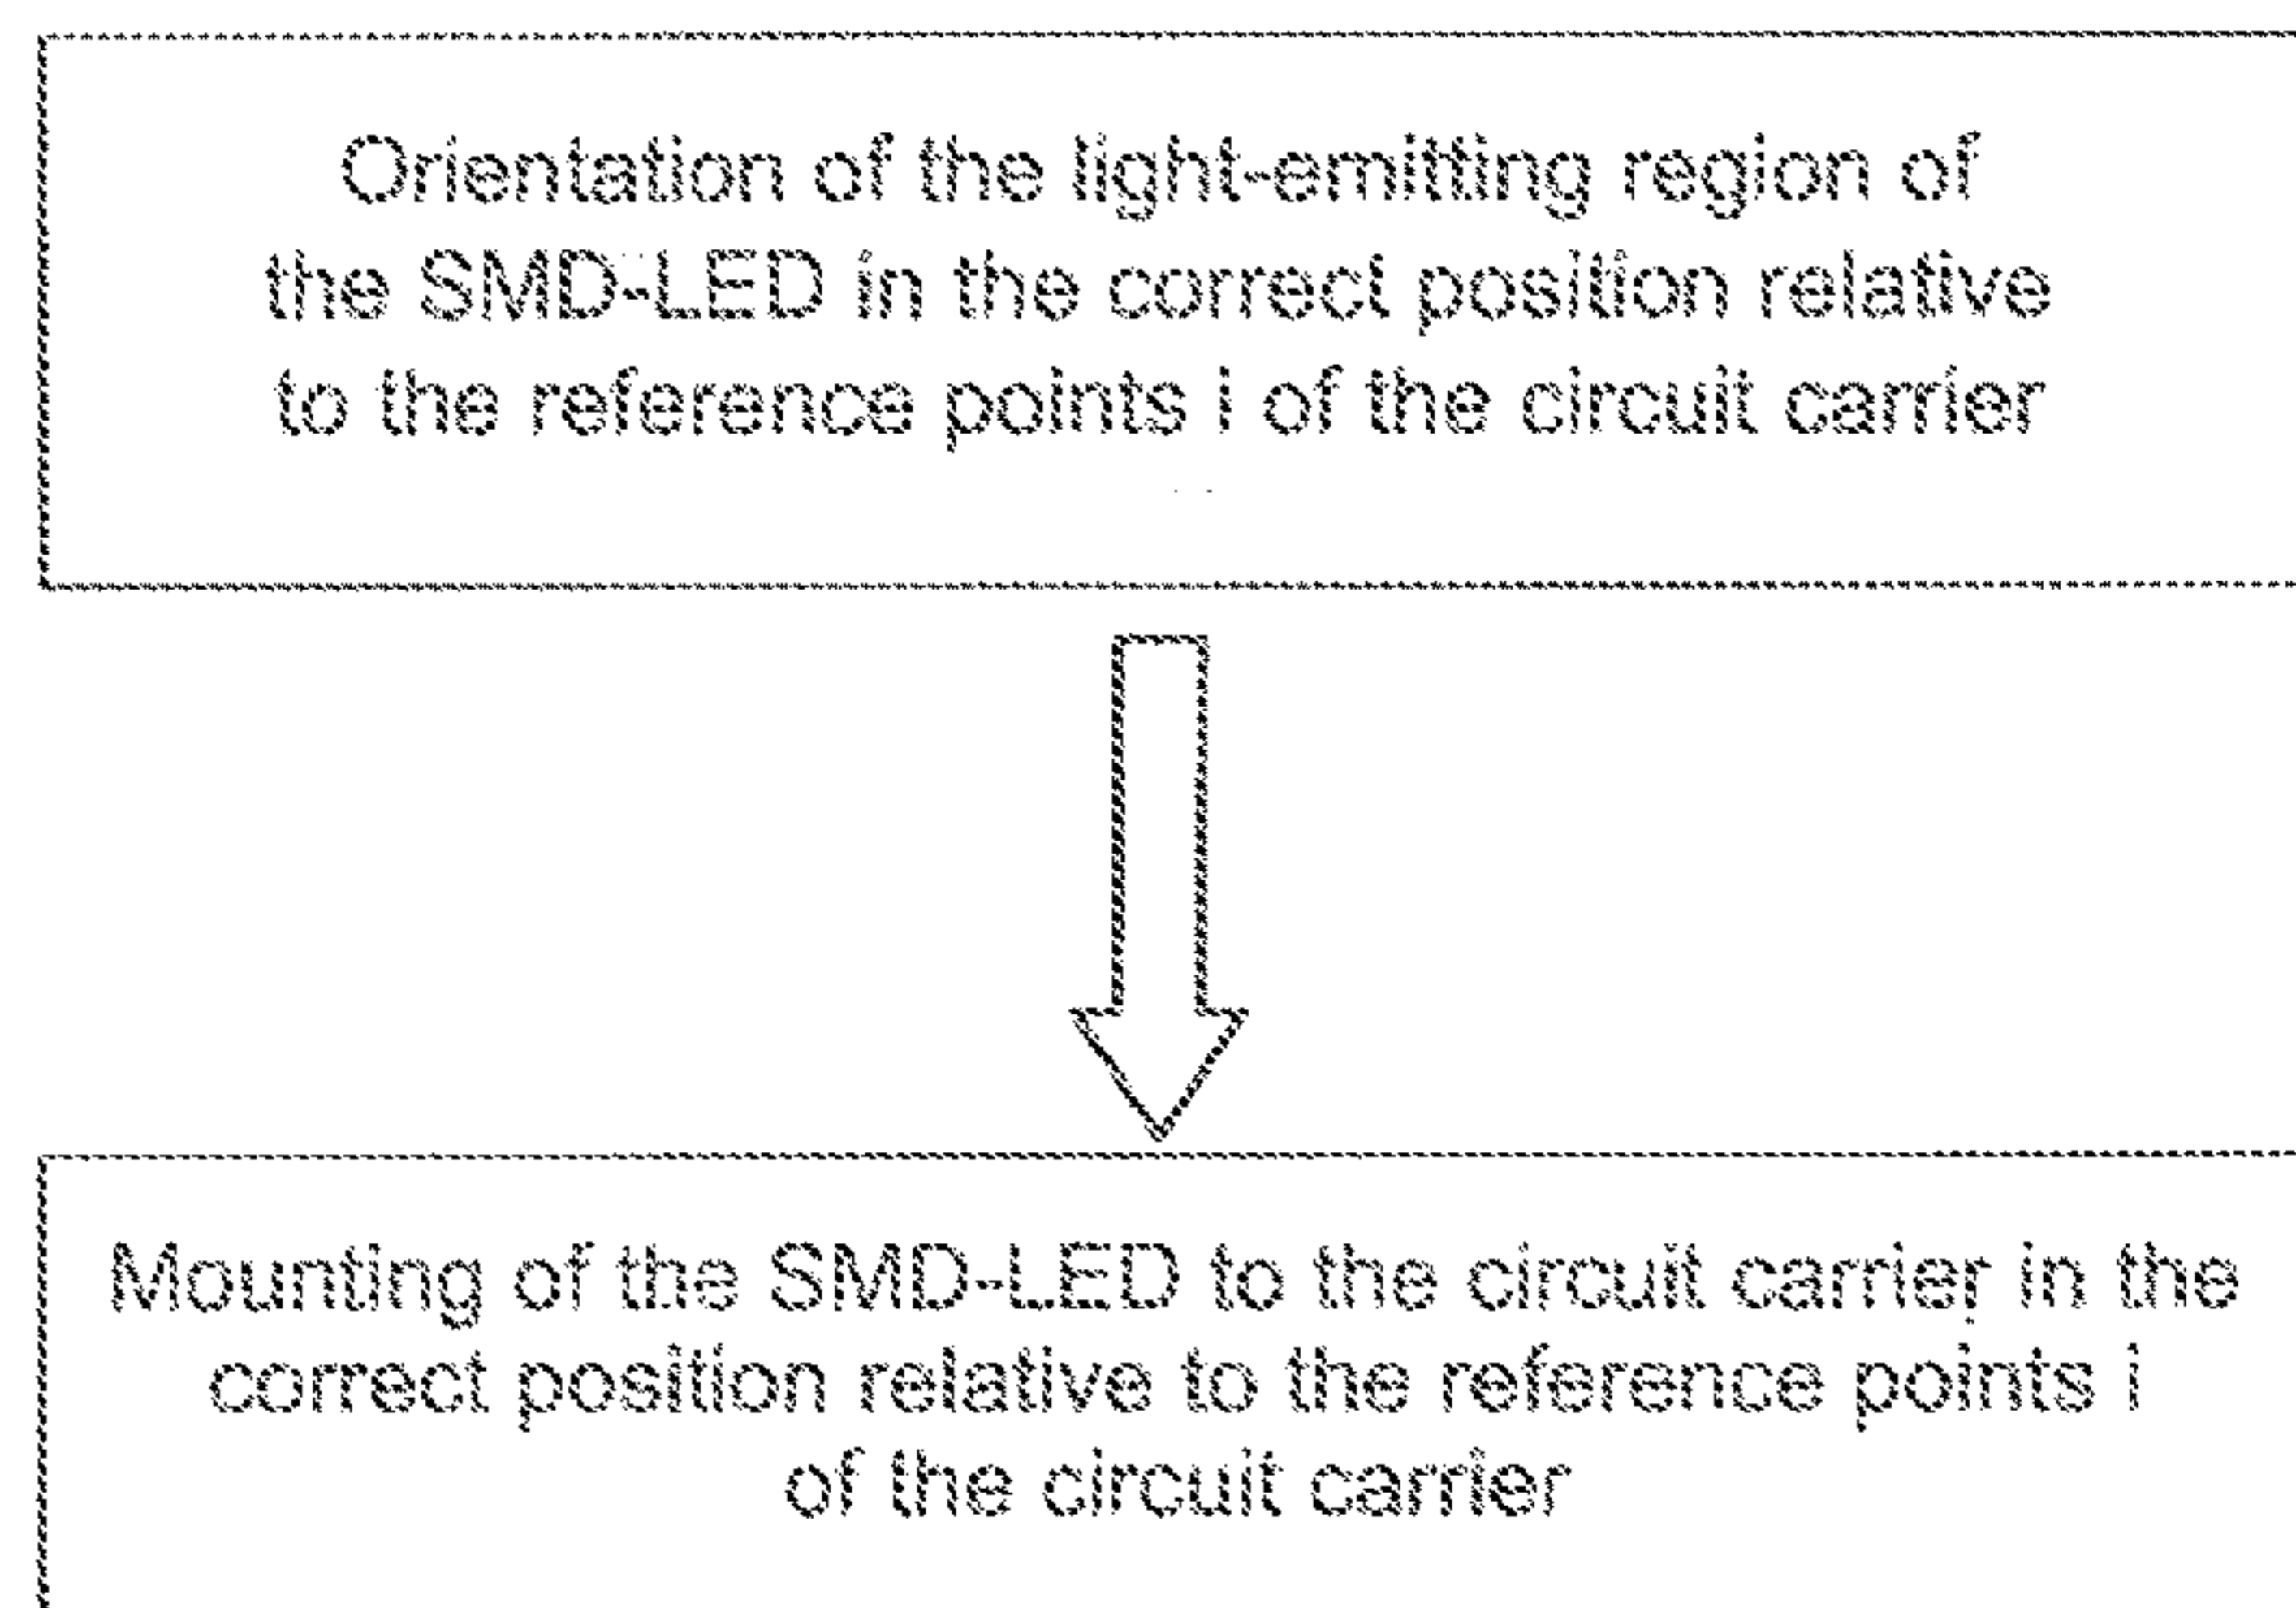 Orientation of the light-emitting region of
the SMD-LED in the correct position relative
to the reference points i of the circuit carrier
Mounting of the SMD-LED to the circuit carrier in the
correct position relative to the reference points i
of the circuit carrier